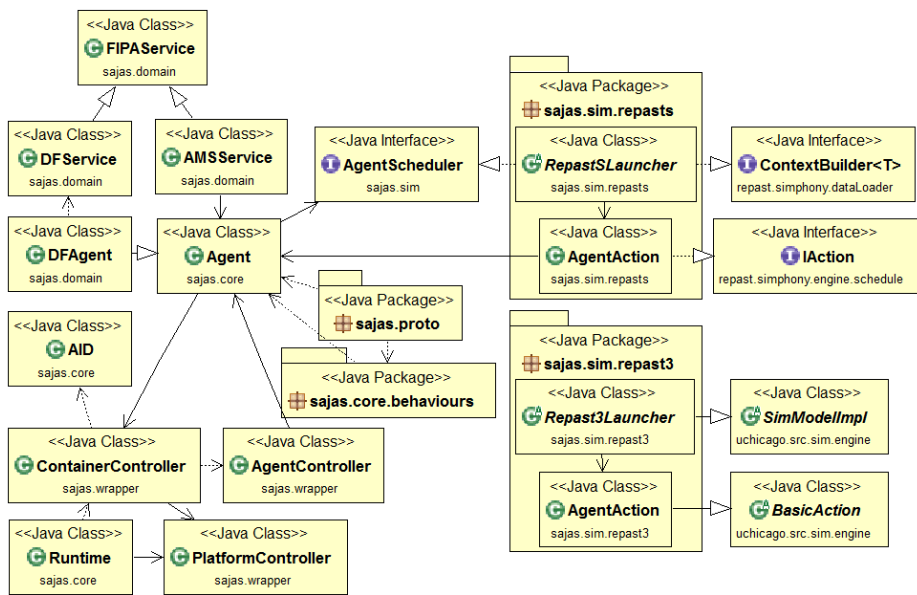 <<Java Class>>
FIPAService
sajas.domain
<<Java Class>>
DFService
sajas.domain
<<Java Class>>
AMSService
sajas.domain
<<Java Interface>>
AgentScheduler
sajas.sim
<<Java Package>>
sajas.sim.repasts
<<Java Class>>
RepastSLauncher
sajas.sim.repasts
<<Java Interface>>
ContextBuilder<T>
repast.simphony.dataLoader
<<Java Class>>
DFAgent
sajas.domain
<<Java Class>>
Agent
sajas.core
<<Java Class>>
AgentAction
sajas.sim.repasts
<<Java Interface>>
IAction
repast.simphony.engine.schedule
<<Java Package>>
sajas.proto
<<Java Class>>
AID
sajas.core
<<Java Package>>
sajas.core.behaviours
<<Java Package>>
sajas.sim.repast3
<<Java Class>>
Repast3Launcher
sajas.sim.repast3
<<Java Class>>
SimModelImpl
uchicago.src.sim.engine
<<Java Class>>
ContainerController
sajas.wrapper
<<Java Class>>
AgentController
sajas.wrapper
<<Java Class>>
AgentAction
sajas.sim.repast3
<<Java Class>>
BasicAction
uchicago.src.sim.engine
<<Java Class>>
Runtime
sajas.core
<<Java Class>>
PlatformController
sajas.wrapper